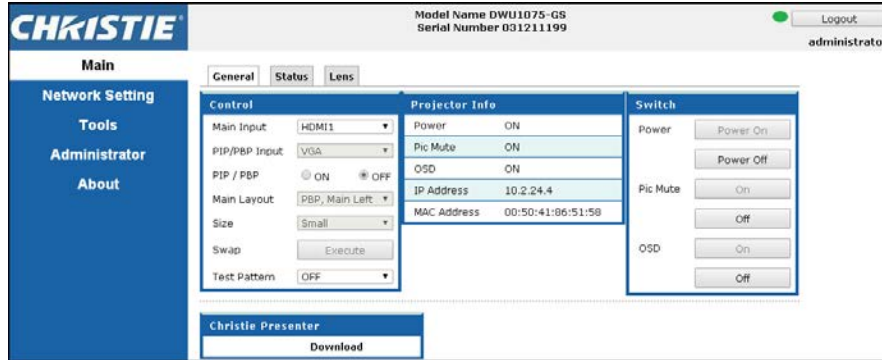 CHRISTIE
Model Name DWU1075-GS
Serial Number 031211199
Logout
administrato
Main
Network Setting
Tools
Administrator
About
General Status Lens
Control
Main Input HDMI1
PIP/PBP Input VGA
PIP / PBP ON OFF
Main Layout PBP, Main Left
Size Small
Swap Execute
Test Pattern OFF
Projector Info
Power ON
Pic Mute ON
OSD ON
IP Address 10.2.24.4
MAC Address 00:50:41:86:51:58
Switch
Power Power On
Power Off
Pic Mute On
Off
OSD On
Off
Christie Presenter
Download